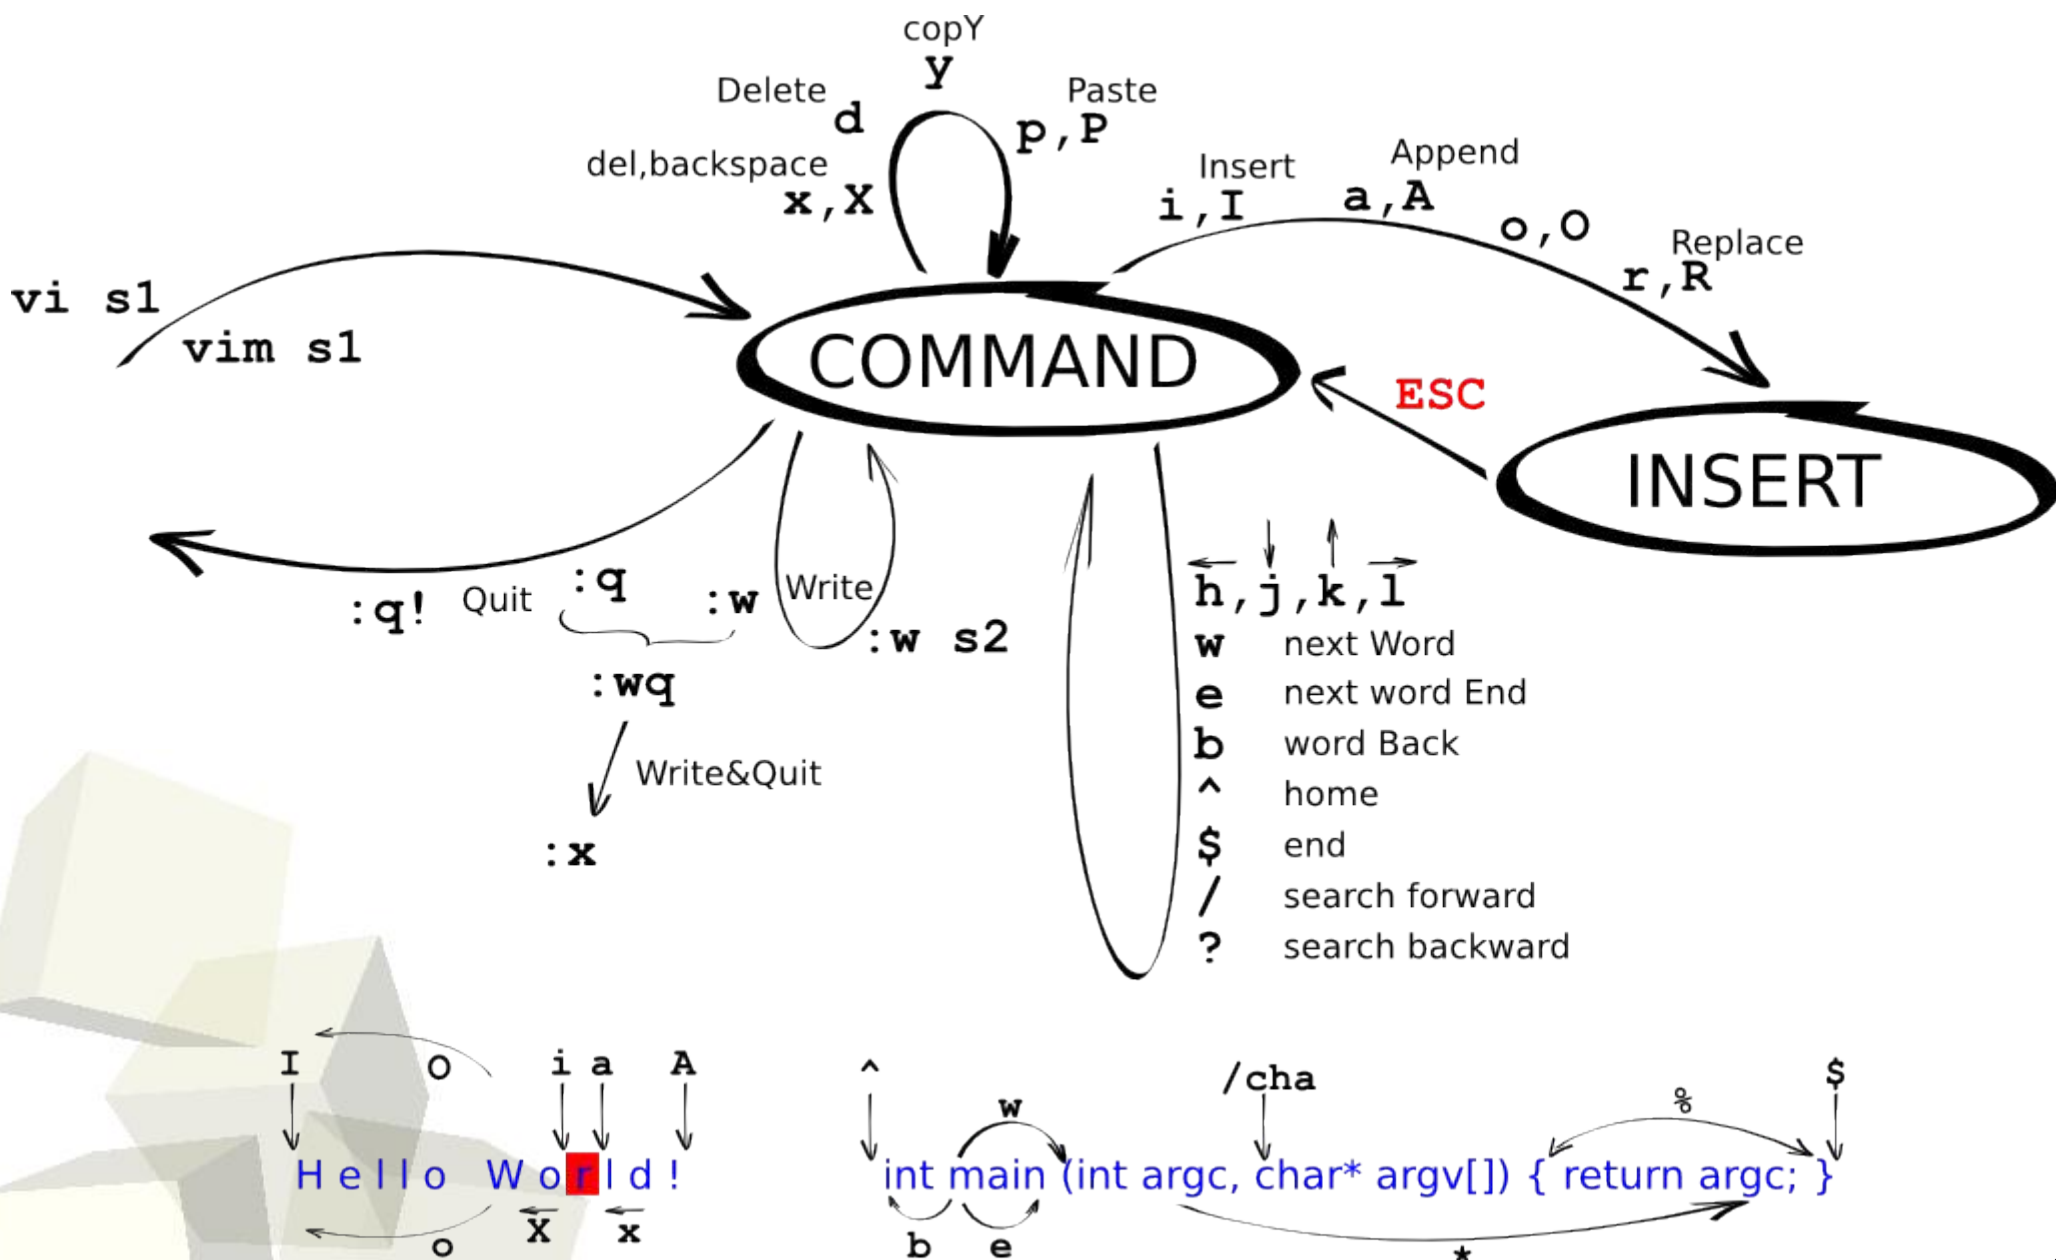 copY
y
Delete
d
Paste
p,P
del,backspace
x,X
Insert
i,I
Append
a,A
o,O
Replace
r,R
vi s1
vim s1
COMMAND
ESC
INSERT
:q!
Quit
:q
:w
Write
:w s2
:wq
Write&Quit
:x
h,j,k,l
w next Word
e next word End
b word Back
^ home
$ end
/ search forward
? search backward
I
O
i
a
A
Hello World!
X
x
o
^
w
/cha
%
$
int main (int argc, char* argv[]) { return argc; }
b
e
*